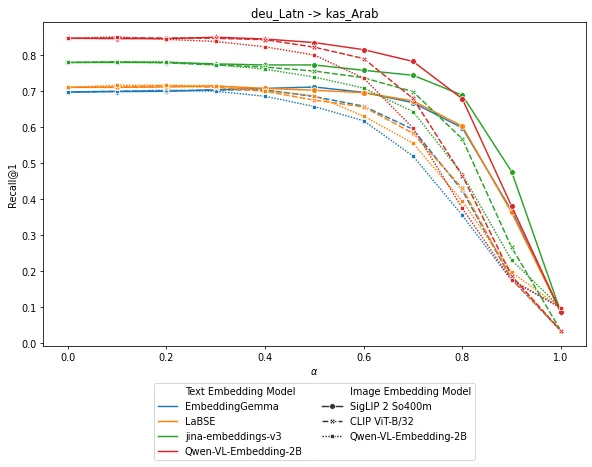 deu_Latn -> kas_Arab
Recall@1
0.8
0.7
0.6
0.5
0.4
0.3
0.2
0.1
0.0
0.0 0.2 0.4 0.6 0.8 1.0
α
Text Embedding Model
EmbeddingGemma
LaBSE
jina-embeddings-v3
Qwen-VL-Embedding-2B
Image Embedding Model
SigLIP 2 So400m
CLIP ViT-B/32
Qwen-VL-Embedding-2B